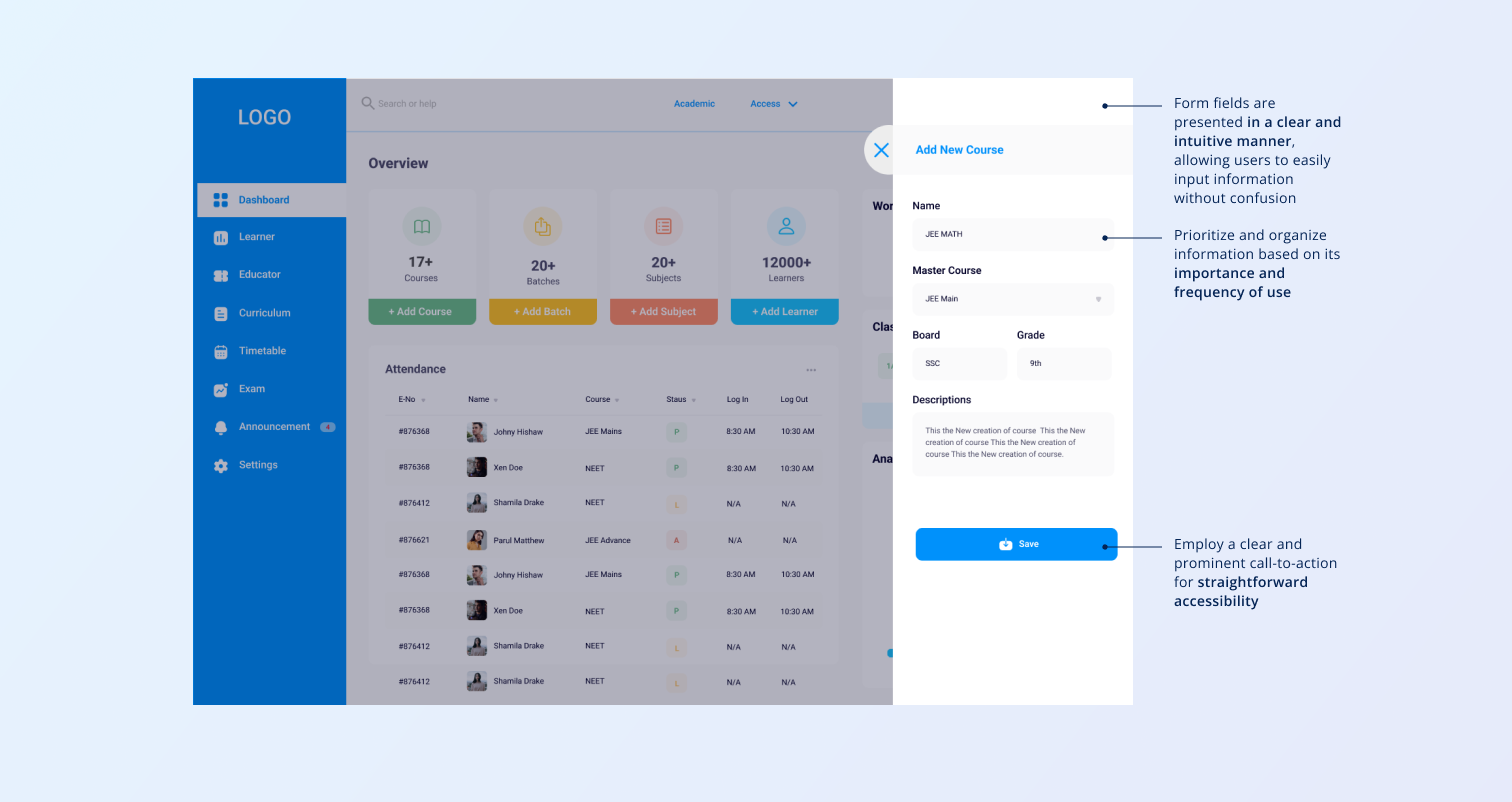 LOGO
Dashboard
Learner
Educator
Curriculum
Timetable
Exam
Announcement 4
Settings
Search or help
Academic Access
Overview
17+
Courses
+ Add Course
20+
Batches
+ Add Batch
20+
Subjects
+ Add Subject
12000+
Learners
+ Add Learner
Attendance
E-No Name Course Staus Log In Log Out
#876368 Johny Hishaw JEE Mains P 8:30 AM 10:30 AM
#876368 Xen Doe NEET P 8:30 AM 10:30 AM
#876412 Shamila Drake NEET L N/A N/A
#876621 Parul Matthew JEE Advance A N/A N/A
#876368 Johny Hishaw JEE Mains P 8:30 AM 10:30 AM
#876368 Xen Doe NEET P 8:30 AM 10:30 AM
#876412 Shamila Drake NEET L N/A N/A
#876412 Shamila Drake NEET L N/A N/A
Wor
Clas
Ana
Add New Course
Name
JEE MATH
Master Course
JEE Main
Board Grade
SSC 9th
Descriptions
This the New creation of course This the New
creation of course This the New creation of
course This the New creation of course.
Save
Form fields are
presented in a clear and
intuitive manner,
allowing users to easily
input information
without confusion
Prioritize and organize
information based on its
importance and
frequency of use
Employ a clear and
prominent call-to-action
for straightforward
accessibility